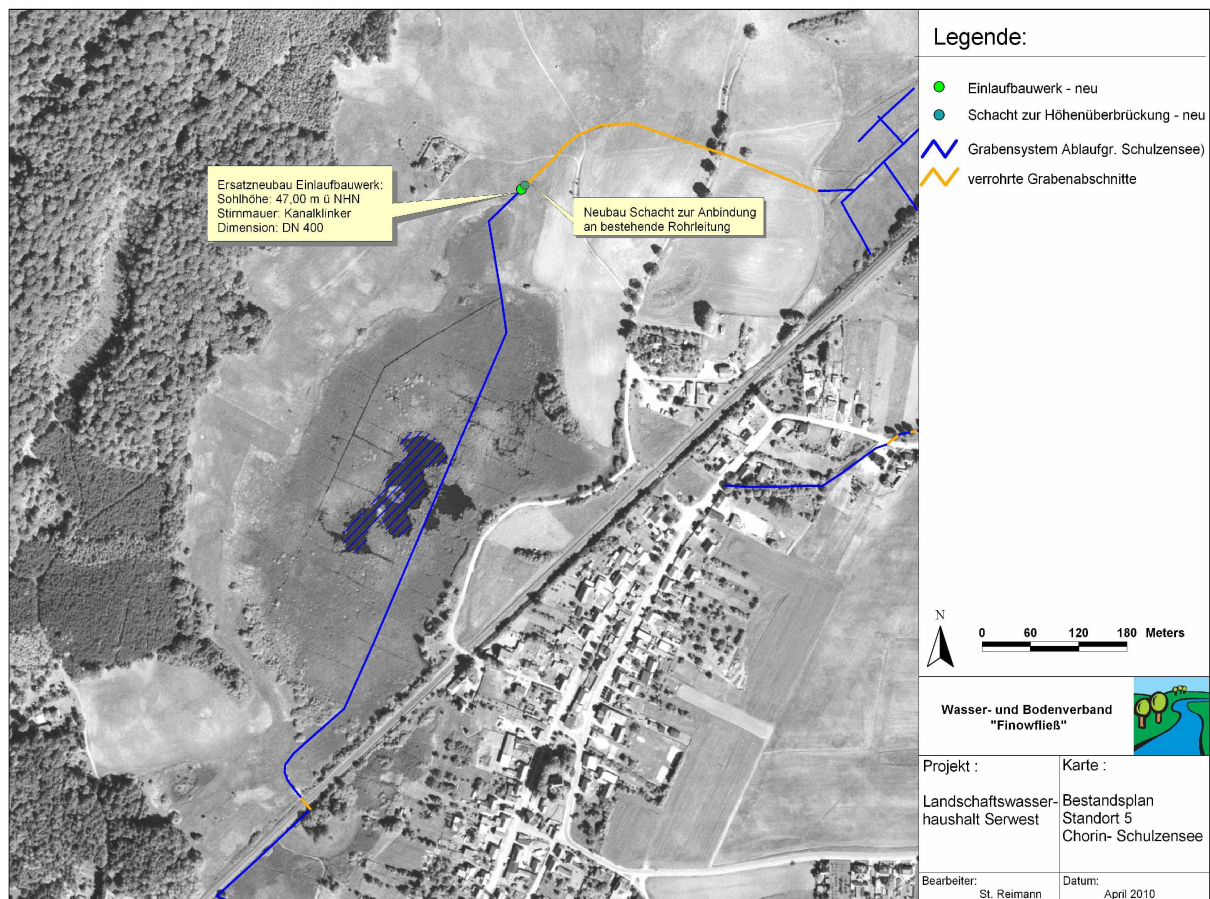 Legende:
Einlaufbauwerk - neu
Schacht zur Höhenüberbrückung - neu
Grabensystem Ablaufgr. Schulzensee)
verrohrte Grabenabschnitte
Ersatzneubau Einlaufbauwerk:
Sohlhöhe: 47,00 m ü NHN
Stirnmauer: Kanalklinker
Dimension: DN 400
Neubau Schacht zur Anbindung
an bestehende Rohrleitung
N
0 60 120 180 Meters
Wasser- und Bodenverband
"Finowfließ"
Projekt :
Landschaftswasser-
haushalt Serwest
Karte :
Bestandsplan
Standort 5
Chorin- Schulzensee
Bearbeiter:
St. Reimann
Datum:
April 2010